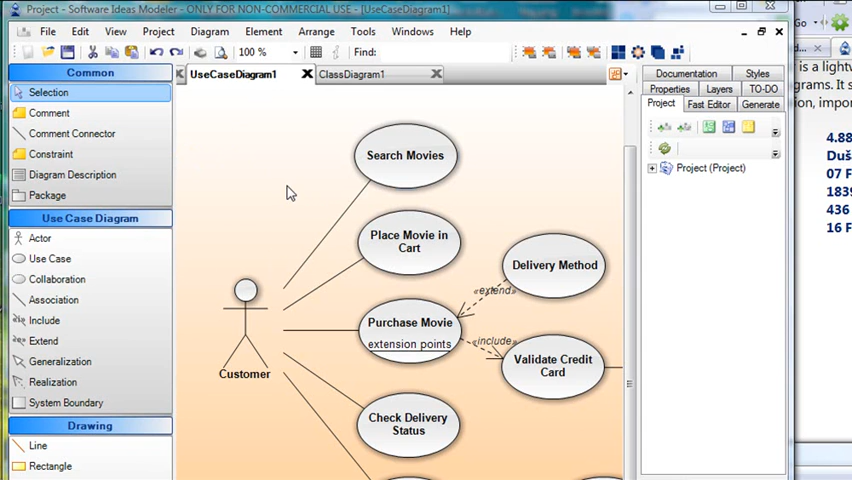 Project - Software Ideas Modeler - ONLY FOR NON-COMMERCIAL USE - [UseCaseDiagram1]
File Edit View Project Diagram Element Arrange Tools Windows Help
100 % Find:
Common
Selection
Comment
Comment Connector
Constraint
Diagram Description
Package
Use Case Diagram
Actor
Use Case
Collaboration
Association
Include
Extend
Generalization
Realization
System Boundary
Drawing
Line
Rectangle
UseCaseDiagram1 ClassDiagram1
Search Movies
Place Movie in
Cart
Delivery Method
«extend»
Purchase Movie
extension points
«include»
Validate Credit
Card
Customer
Check Delivery
Status
Documentation Styles
Properties Layers TO-DO
Project Fast Editor Generate
Project (Project)
Go
d...
is a lightw
grams. It s
ion, impor
4.88
Duš
07 F
1839
436
16 F